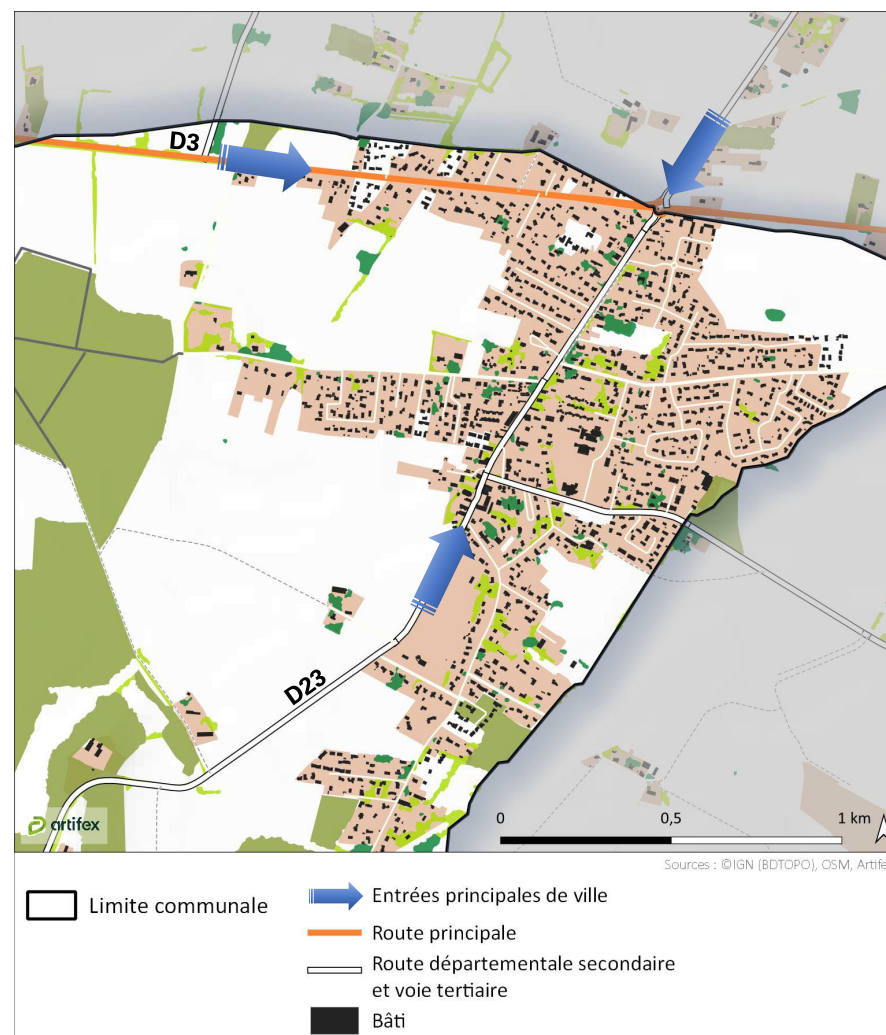 D3
D23
artifex
0
0,5
1 km
Sources : ©IGN (BDTOPO), OSM, Artife
Limite communale
Entrées principales de ville
Route principale
Route départementale secondaire
et voie tertiaire
Bâti